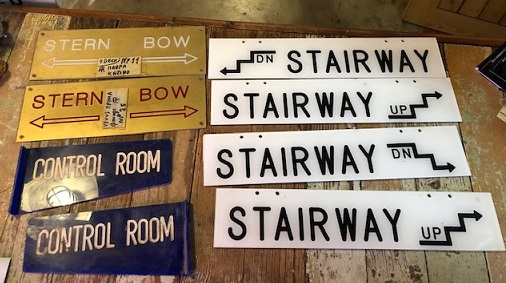 STERN BOW
STERN BOW
CONTROL ROOM
CONTROL ROOM
DN STAIRWAY
STAIRWAY UP
STAIRWAY DN
STAIRWAY UP